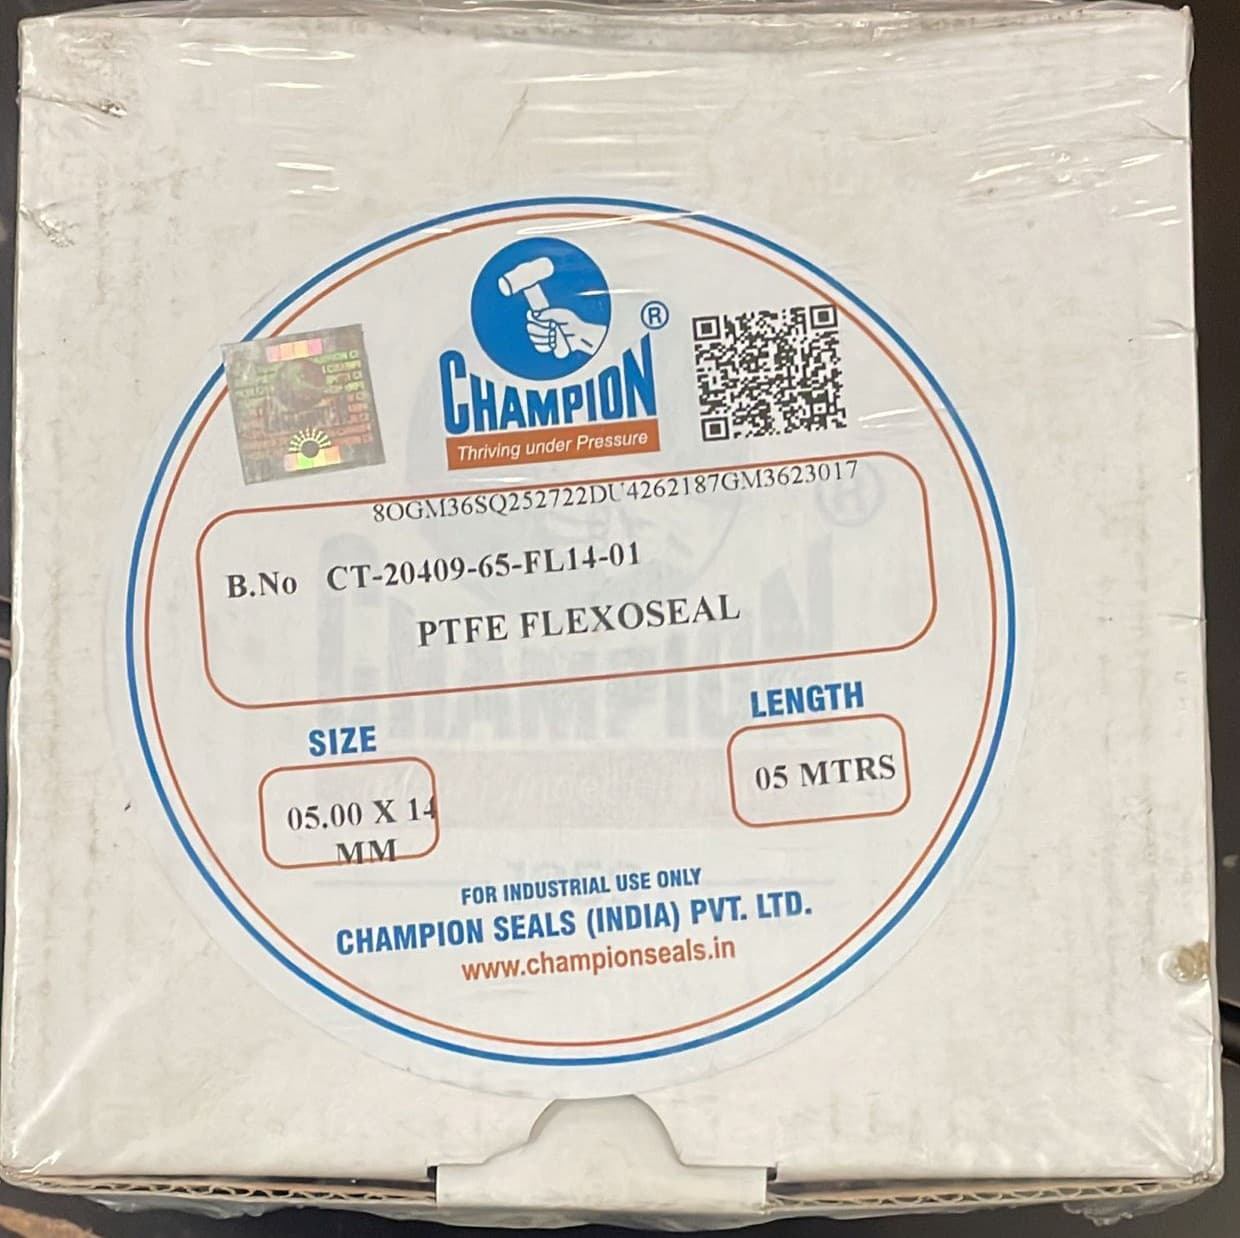 ®
CHAMPION
Thriving under Pressure
8OGM36SQ252722DU4262187GM3623017
B.No CT-20409-65-FL14-01
PTFE FLEXOSEAL
SIZE
05.00 X 14
MM
LENGTH
05 MTRS
FOR INDUSTRIAL USE ONLY
CHAMPION SEALS (INDIA) PVT. LTD.
www.championseals.in